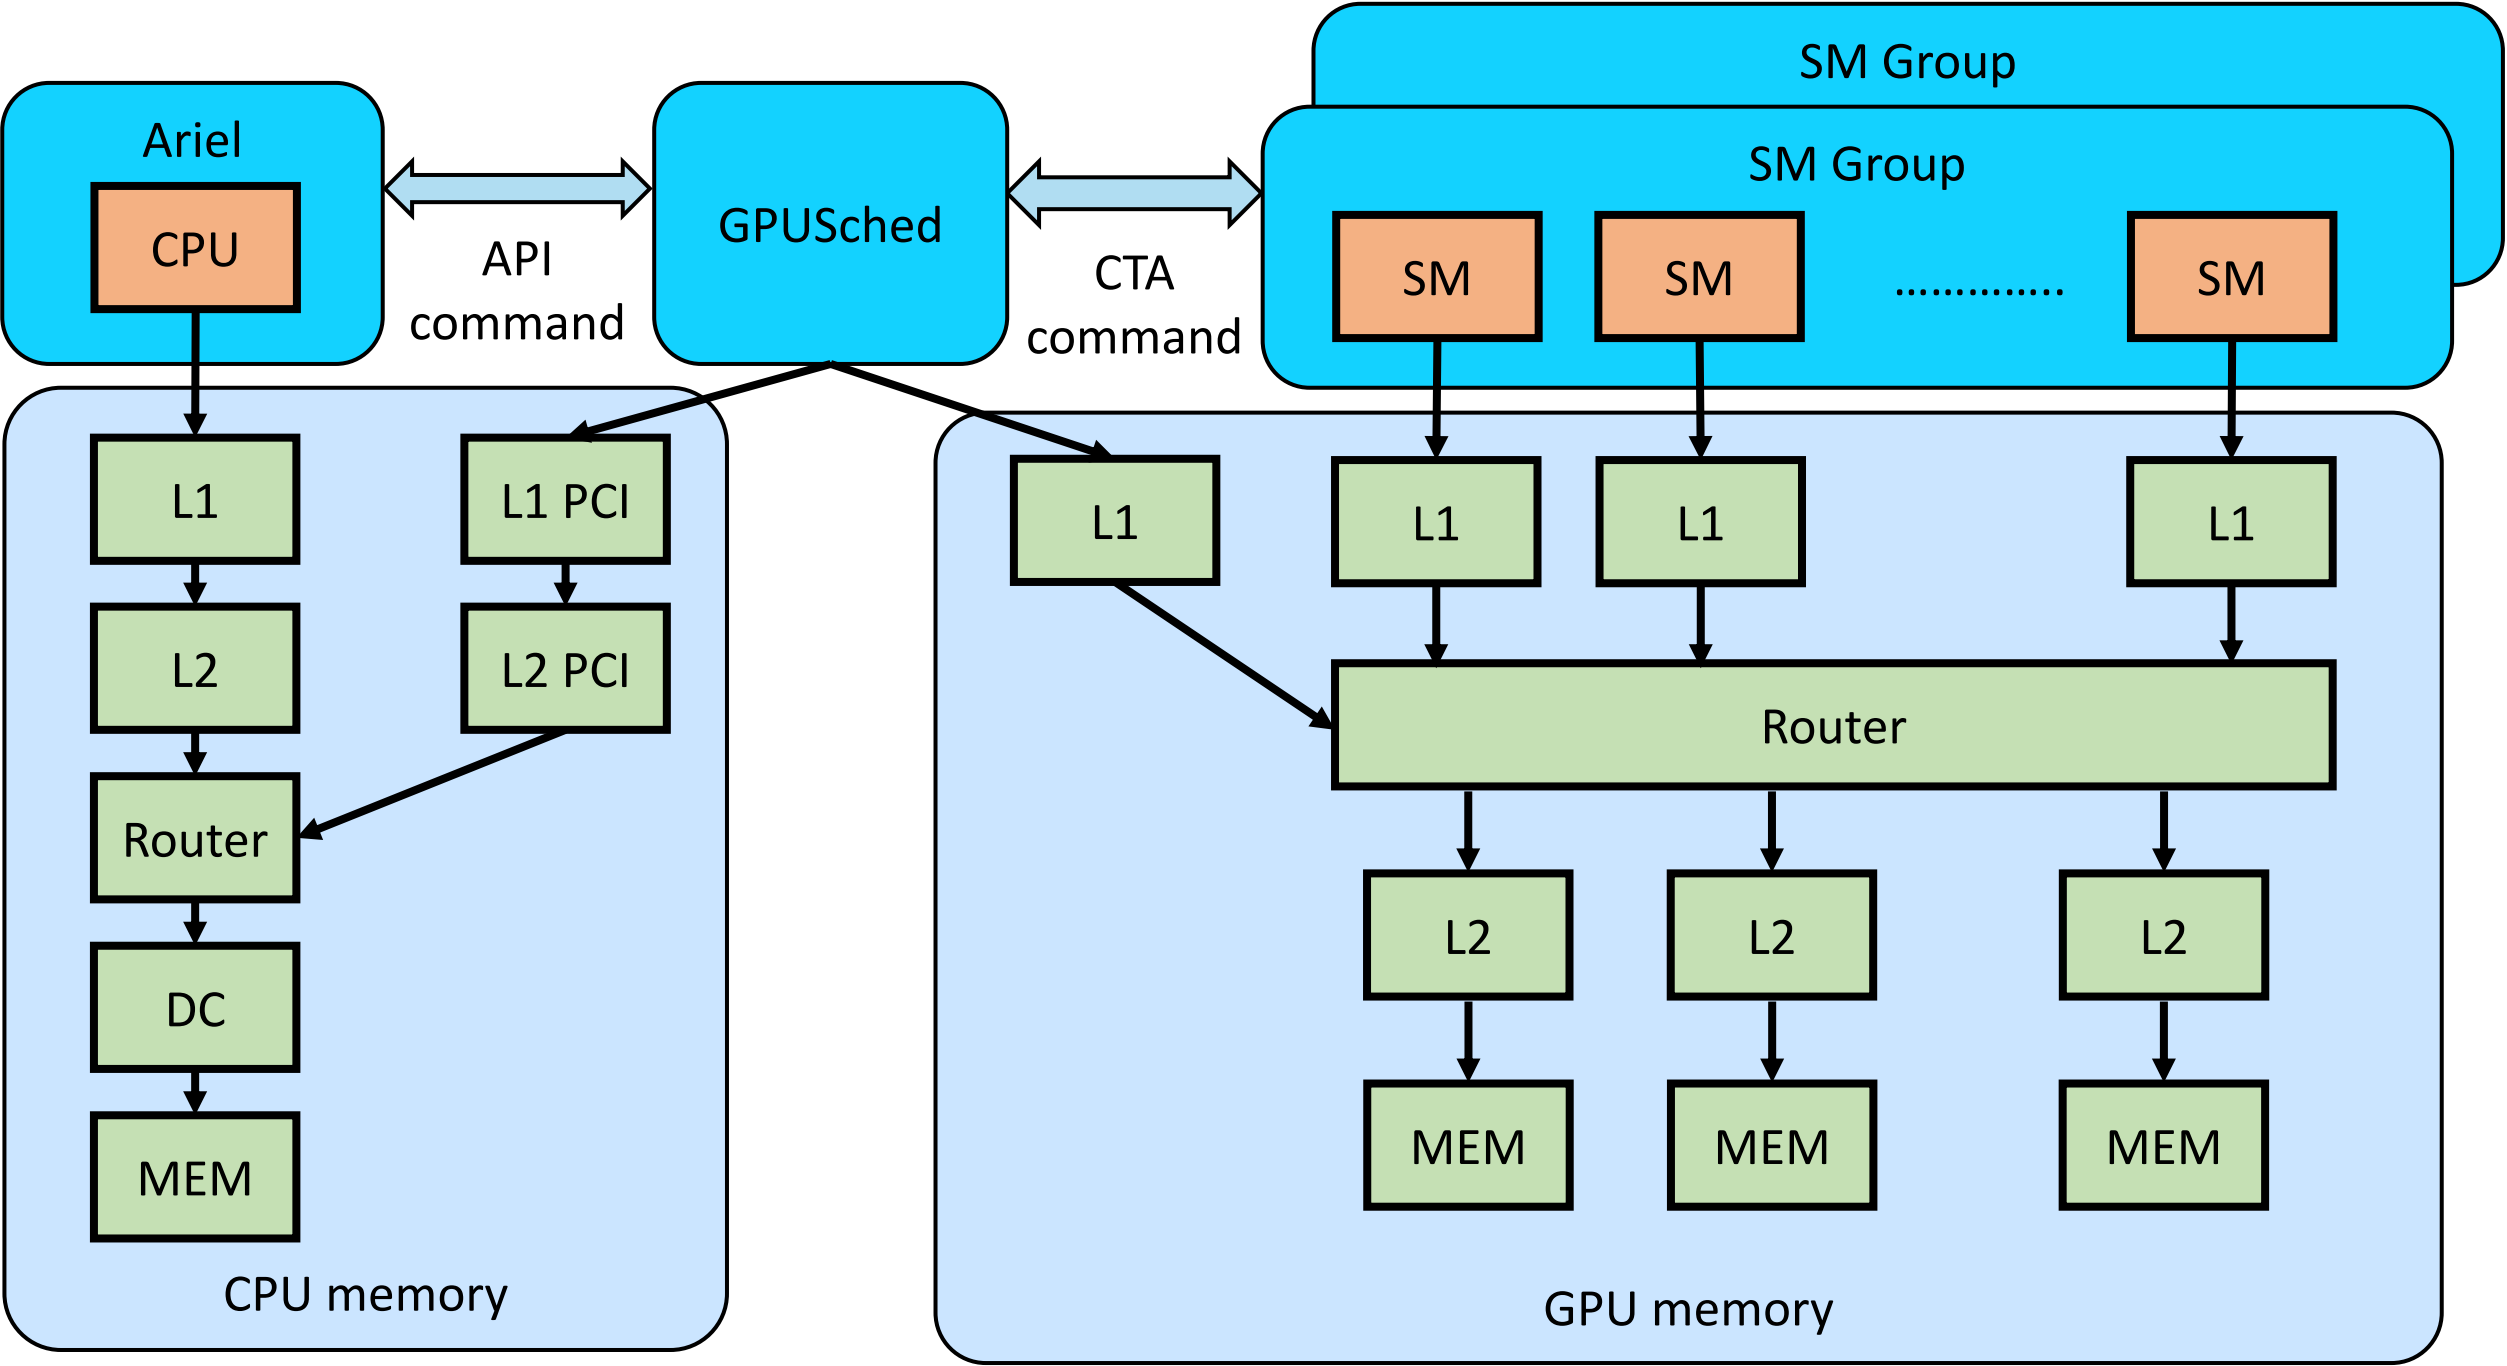 SM Group
SM Group
Ariel
CPU
API
command
GPUSched
CTA
command
SM
SM
.............
SM
L1
L1 PCI
L1
L1
L1
L1
L2
L2 PCI
Router
Router
L2
L2
L2
DC
MEM
MEM
MEM
MEM
CPU memory
GPU memory